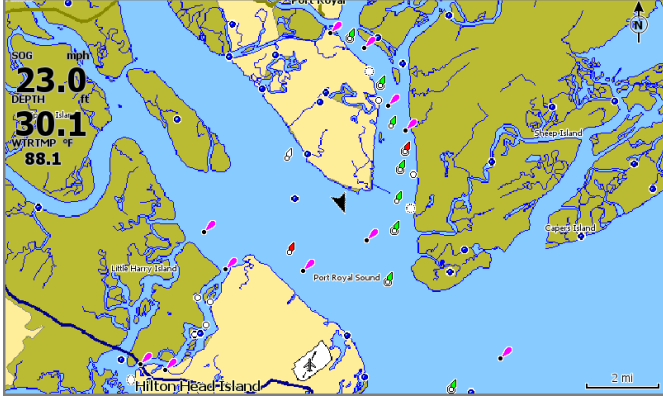 Port Royal
N
SOG mph
23.0
DEPTH ft
30.1
WTRTMP °F
88.1
Sheep Island
Capers Island
Little Harry Island
Port Royal Sound
Hilton Head Island
2 mi